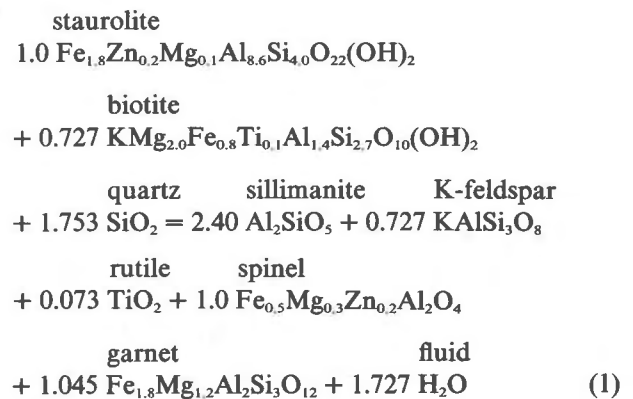 staurolite
1.0 Fe₁.₈Zn₀.₂Mg₀.₁Al₈.₆Si₄.₀O₂₂(OH)₂
biotite
+ 0.727 KMg₂.₀Fe₀.₈Ti₀.₁Al₁.₄Si₂.₇O₁₀(OH)₂
quartz sillimanite K-feldspar
+ 1.753 SiO₂ = 2.40 Al₂SiO₅ + 0.727 KAlSi₃O₈
rutile spinel
+ 0.073 TiO₂ + 1.0 Fe₀.₅Mg₀.₃Zn₀.₂Al₂O₄
garnet fluid
+ 1.045 Fe₁.₈Mg₁.₂Al₂Si₃O₁₂ + 1.727 H₂O (1)